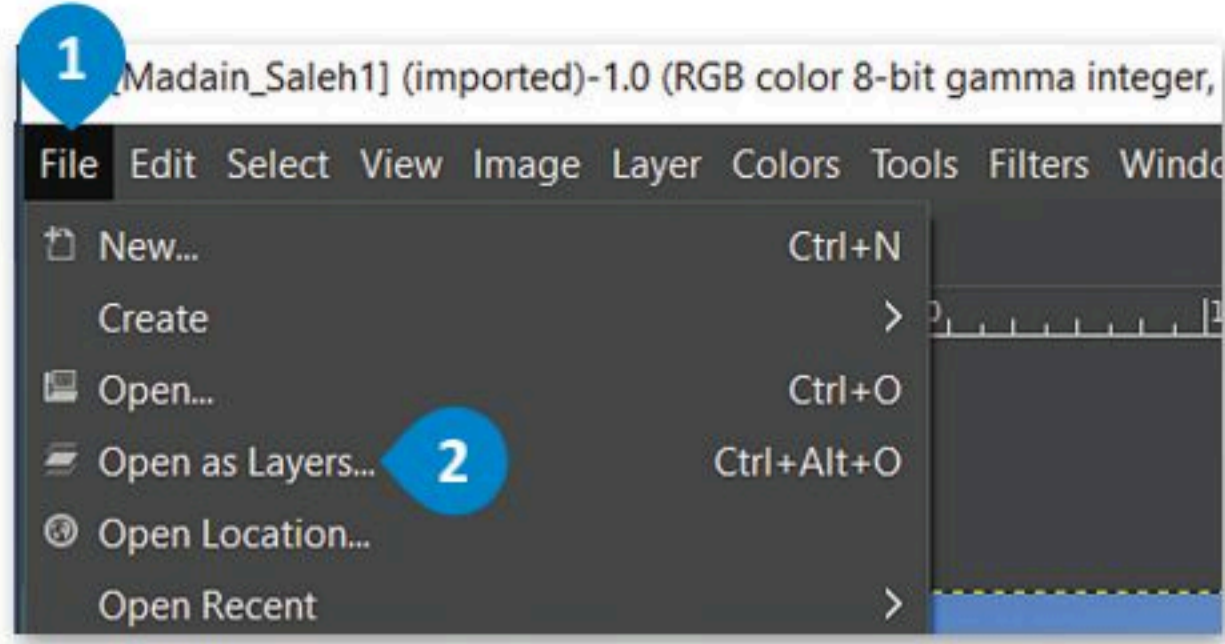 1
[Madain_Saleh1] (imported)-1.0 (RGB color 8-bit gamma integer,
File Edit Select View Image Layer Colors Tools Filters Windo
New... Ctrl+N
Create >
Open... Ctrl+O
Open as Layers... 2 Ctrl+Alt+O
Open Location...
Open Recent >